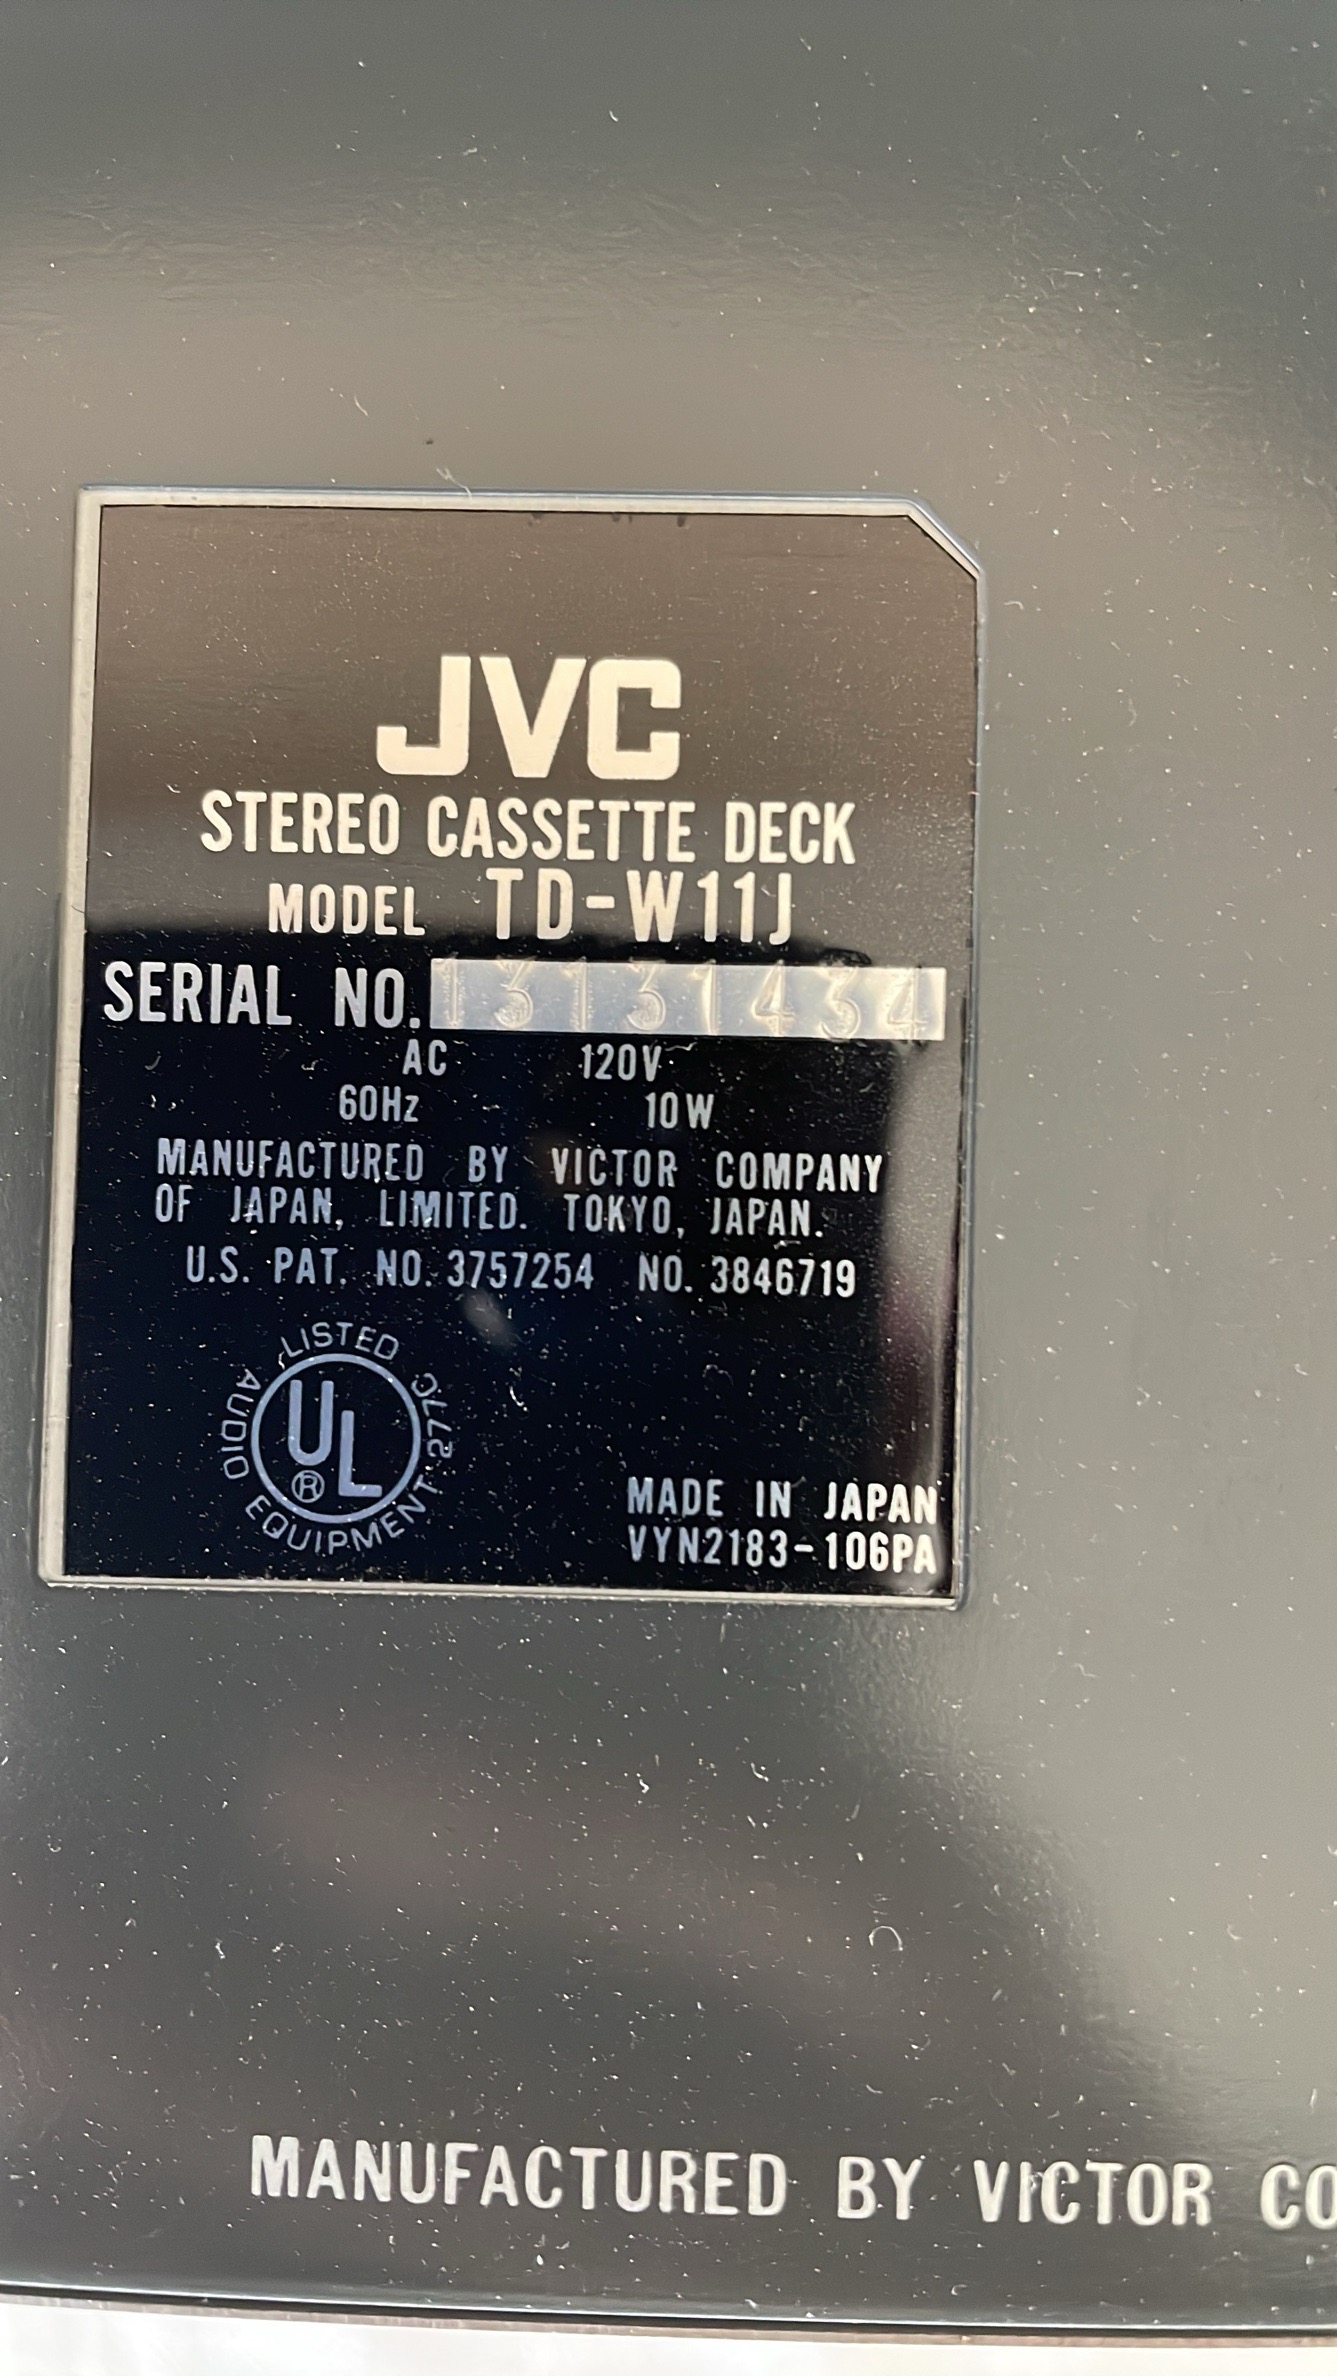 JVC
STEREO CASSETTE DECK
MODEL TD-W11J
SERIAL NO. 13131434
AC 120V
60Hz 10W
MANUFACTURED BY VICTOR COMPANY
OF JAPAN, LIMITED. TOKYO, JAPAN.
U.S. PAT. NO. 3757254 NO. 3846719
LISTED
UL ®
AUDIO EQUIPMENT 277C
MADE IN JAPAN
VYN2183-106PA
MANUFACTURED BY VICTOR CO